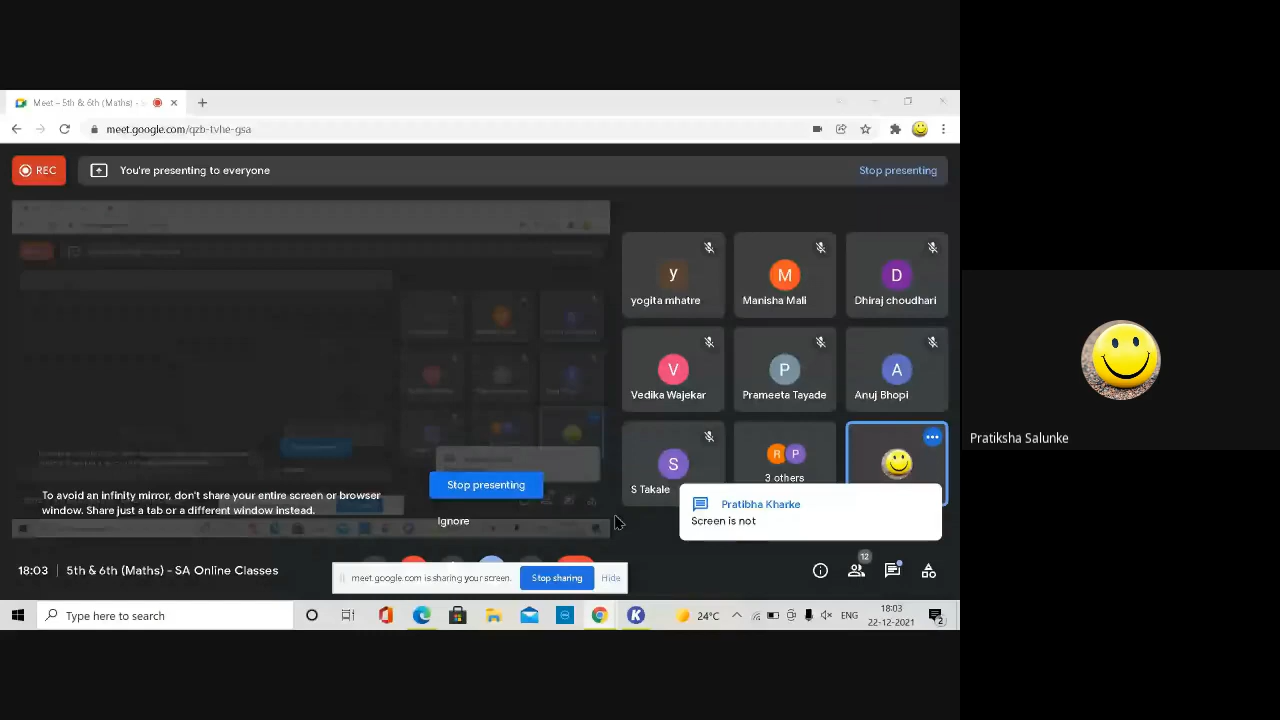 Meet – 5th & 6th (Maths) - S
meet.google.com/qzb-tvhe-gsa
REC
You're presenting to everyone
Stop presenting
y
yogita mhatre
M
Manisha Mali
D
Dhiraj choudhari
V
Vedika Wajekar
P
Prameeta Tayade
A
Anuj Bhopi
Pratiksha Salunke
S
S Takale
R P
3 others
Stop presenting
To avoid an infinity mirror, don't share your entire screen or browser
window. Share just a tab or a different window instead.
Ignore
Pratibha Kharke
Screen is not
18:03 | 5th & 6th (Maths) - SA Online Classes
meet.google.com is sharing your screen.
Stop sharing
Hide
12
Type here to search
K
24°C
ENG
18:03
22-12-2021
2